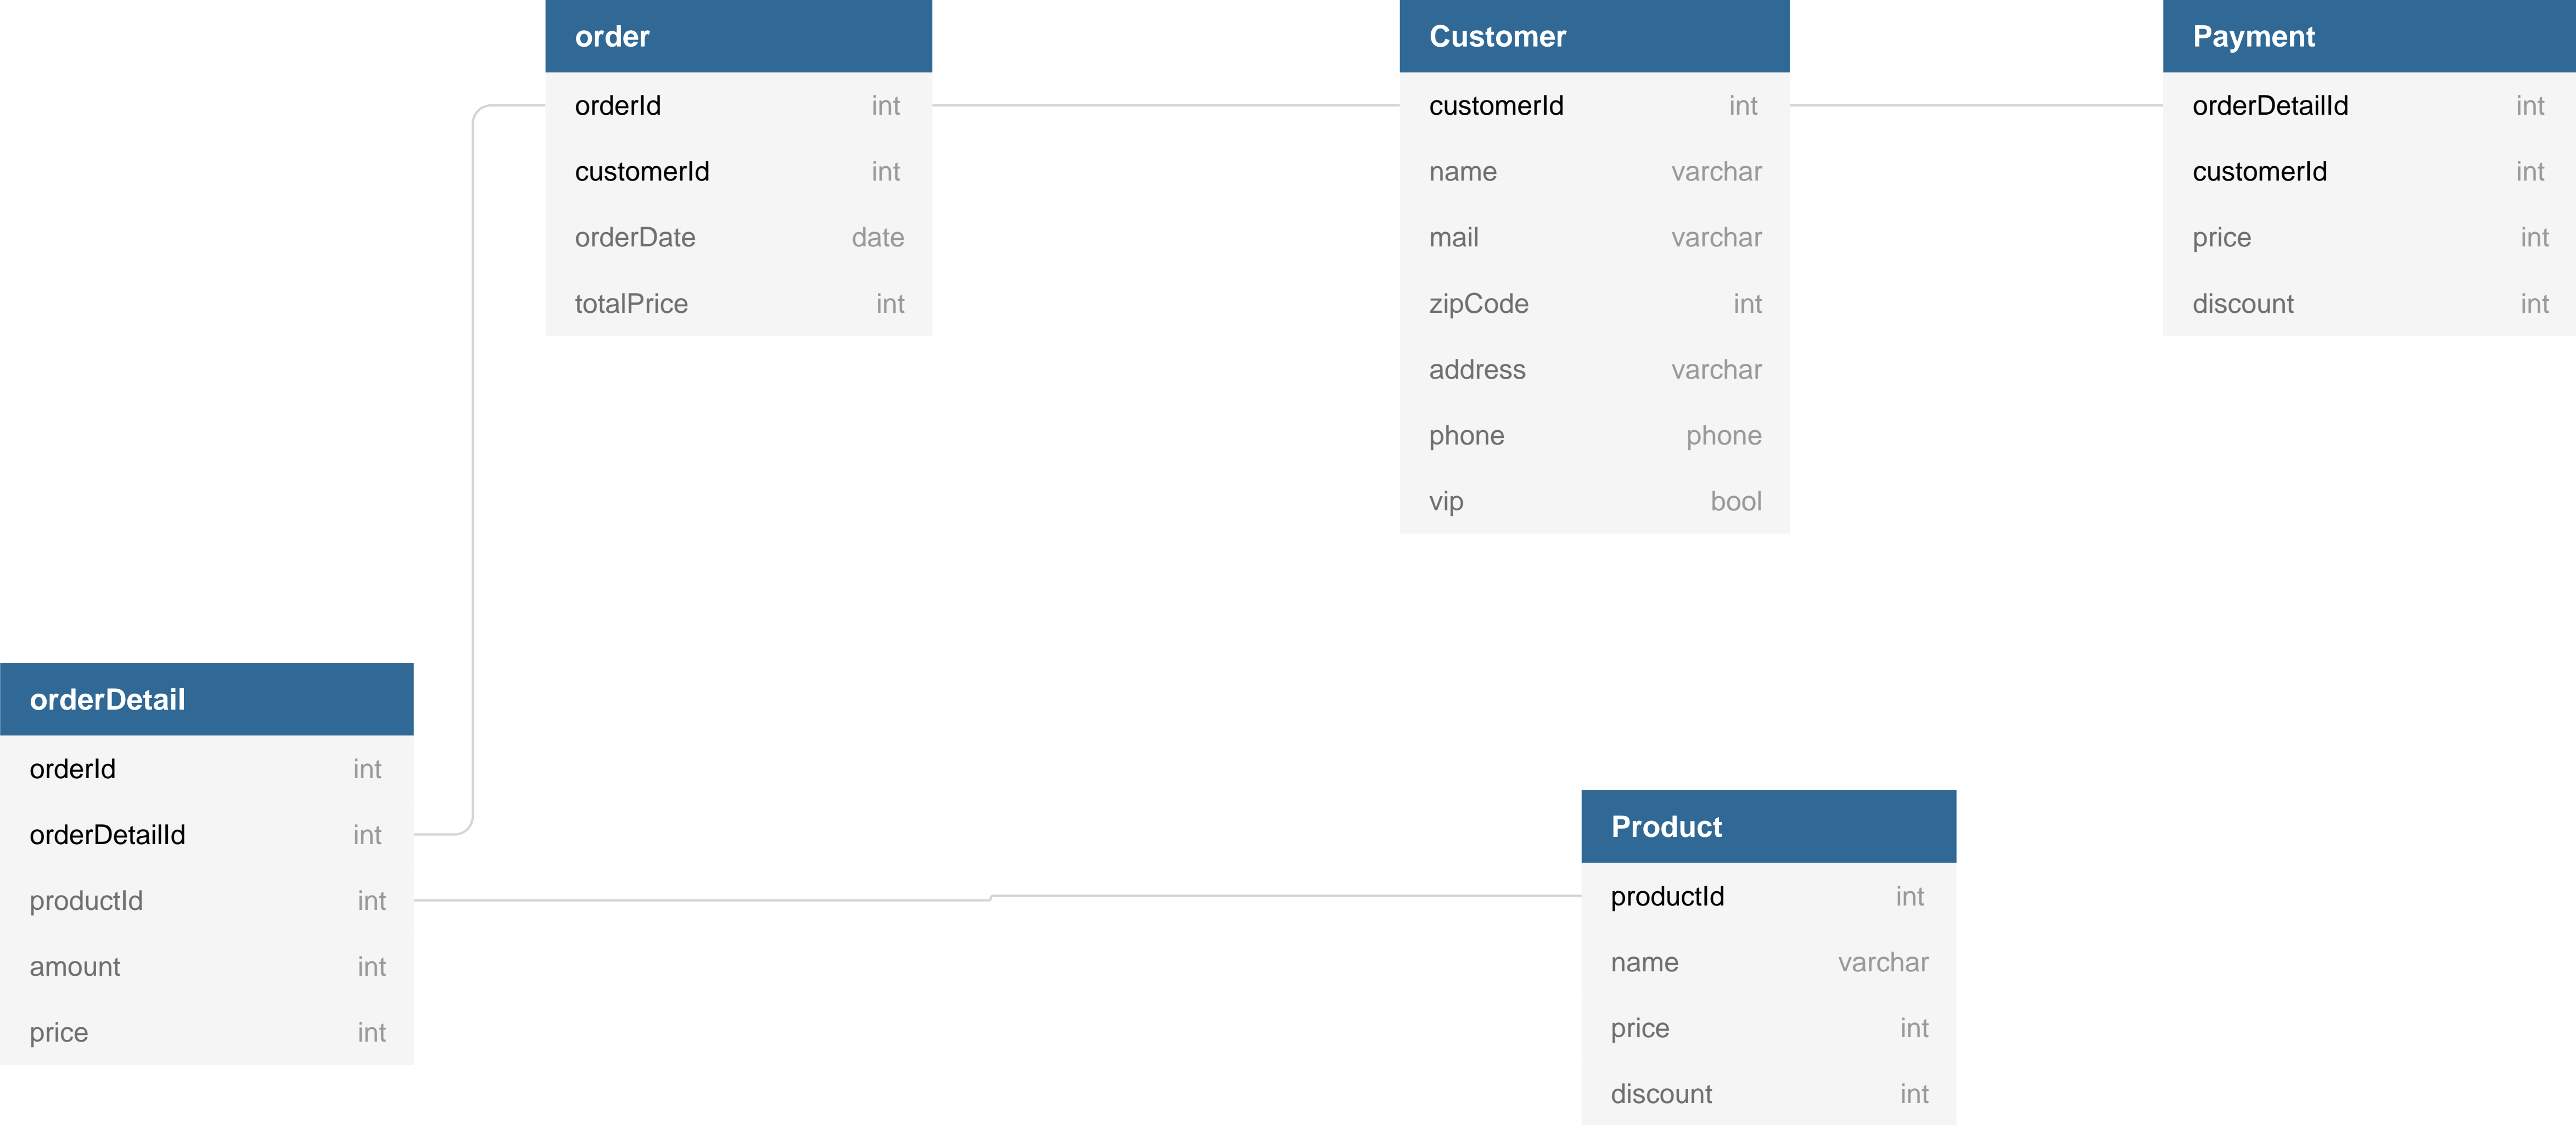 order
orderId int
customerId int
orderDate date
totalPrice int
Customer
customerId int
name varchar
mail varchar
zipCode int
address varchar
phone phone
vip bool
Payment
orderDetailId int
customerId int
price int
discount int
orderDetail
orderId int
orderDetailId int
productId int
amount int
price int
Product
productId int
name varchar
price int
discount int